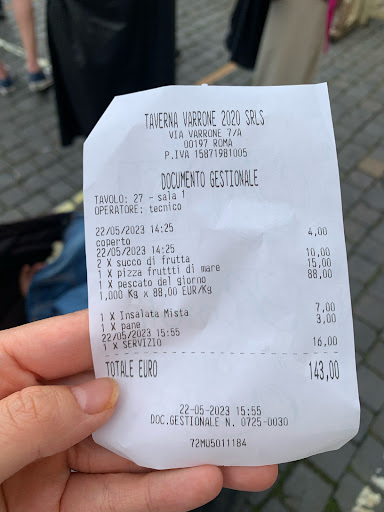 TAVERNA VARRONE 2020 SRLS
VIA VARRONE 7/A
00197 ROMA
P.IVA 15871981005
DOCUMENTO GESTIONALE
TAVOLO: 27 - sala 1
OPERATORE: tecnico
22/05/2023 14:25
coperto 4,00
22/05/2023 14:25
2 X succo di frutta 10,00
1 X pizza fruttti di mare 15,00
1 X pescato del giorno 88,00
1,000 Kg x 88,00 EUR/Kg
1 X Insalata Mista 7,00
1 X pane 3,00
22/05/2023 15:55
1 X SERVIZIO 16,00
TOTALE EURO 143,00
22-05-2023 15:55
DOC.GESTIONALE N. 0725-0030
72MU5011184